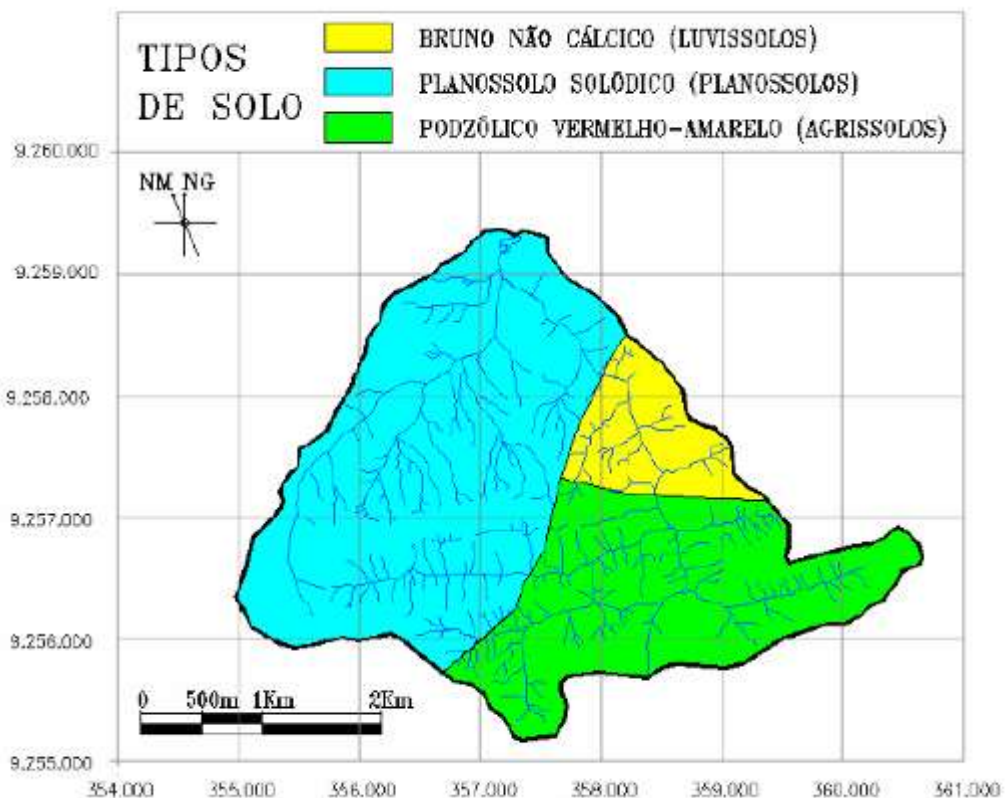 TIPOS
DE SOLO
BRUNO NÃO CÁLCICO (LUVISSOLOS)
PLANOSSOLO SOLÓDICO (PLANOSSOLOS)
PODZÓLICO VERMELHO-AMARELO (AGRISSOLOS)
9.260.000
NM NG
9.259.000
9.258.000
9.257.000
9.256.000
0 500m 1Km 2Km
9.255.000
354.000 355.000 356.000 357.000 358.000 359.000 360.000 361.000